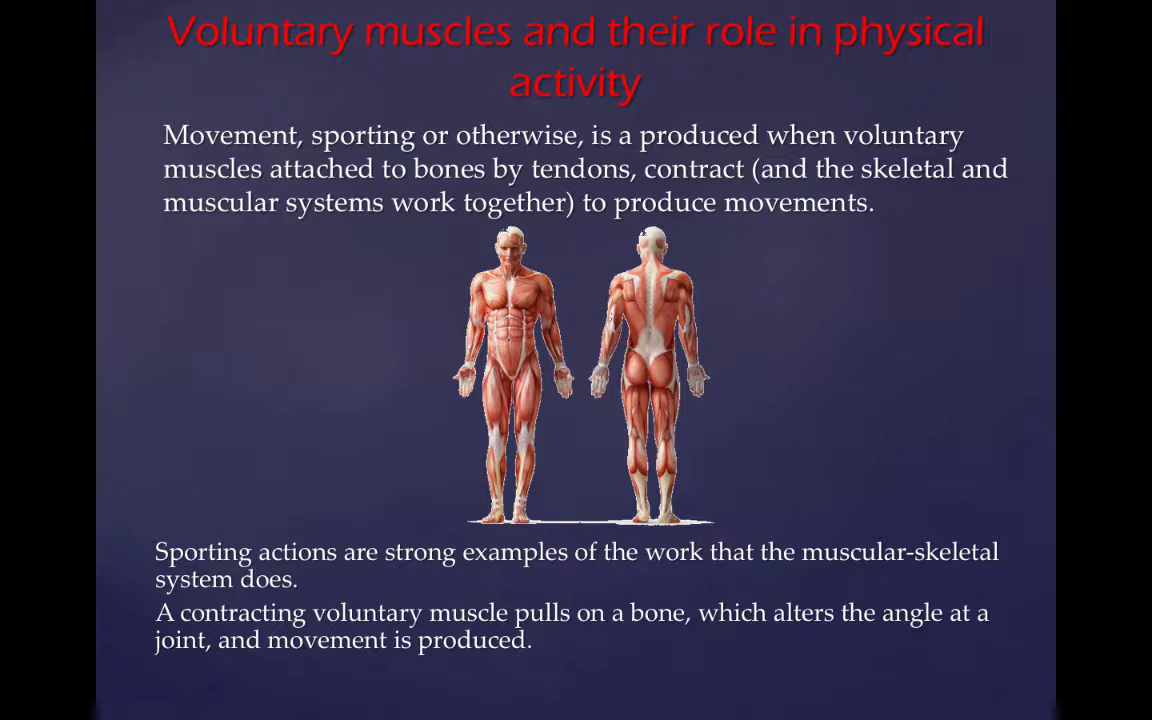 Voluntary muscles and their role in physical
activity
Movement, sporting or otherwise, is a produced when voluntary
muscles attached to bones by tendons, contract (and the skeletal and
muscular systems work together) to produce movements.
Sporting actions are strong examples of the work that the muscular-skeletal
system does.
A contracting voluntary muscle pulls on a bone, which alters the angle at a
joint, and movement is produced.